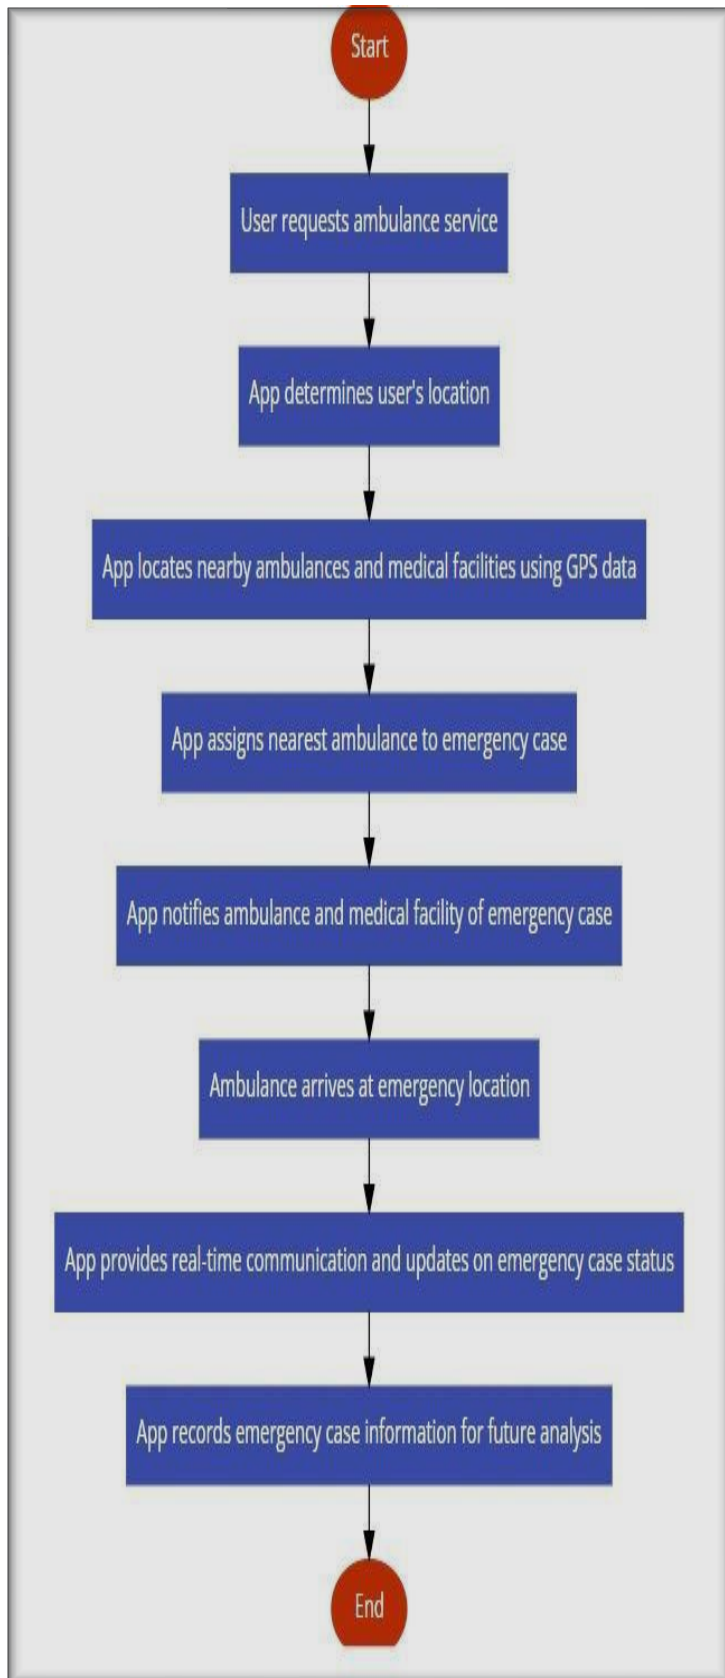 Start
User requests ambulance service
App determines user's location
App locates nearby ambulances and medical facilities using GPS data
App assigns nearest ambulance to emergency case
App notifies ambulance and medical facility of emergency case
Ambulance arrives at emergency location
App provides real-time communication and updates on emergency case status
App records emergency case information for future analysis
End